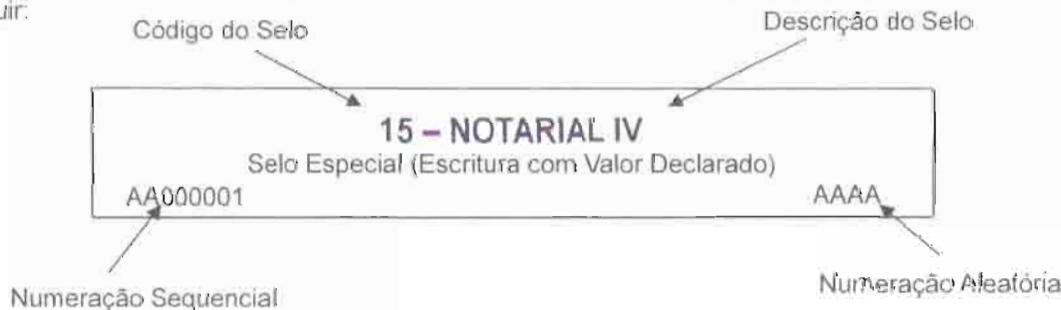 uir:
Código do Selo
Descrição do Selo
15 – NOTARIAL IV
Selo Especial (Escritura com Valor Declarado)
AA000001
AAAA
Numeração Sequencial
Numeração Aleatória